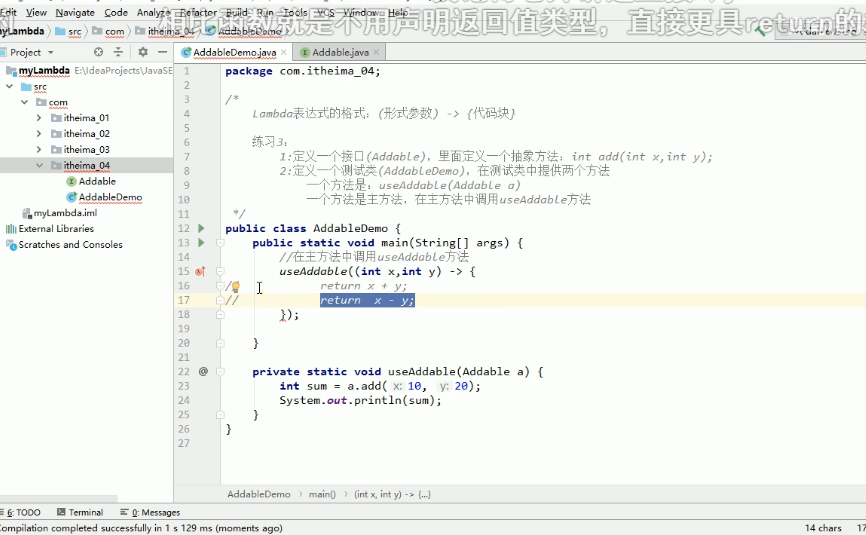 Edit View Navigate Code Analyze Refactor Build Run Tools VCS Window Help
相比函数就是不用声明返回值类型，直接更具return的
myLambda src com itheima_04 AddableDemo
Project AddableDemo.java Addable.java
myLambda E:\IdeaProjects\JavaSE
src
com
itheima_01
itheima_02
itheima_03
itheima_04
Addable
AddableDemo
myLambda.iml
External Libraries
Scratches and Consoles
1 package com.itheima_04;
2
3 /*
4 Lambda表达式的格式：(形式参数) -> {代码块}
5
6 练习3：
7 1:定义一个接口(Addable)，里面定义一个抽象方法：int add(int x,int y);
8 2:定义一个测试类(AddableDemo)，在测试类中提供两个方法
9 一个方法是：useAddable(Addable a)
10 一个方法是主方法，在主方法中调用useAddable方法
11 */
12 public class AddableDemo {
13 public static void main(String[] args) {
14 //在主方法中调用useAddable方法
15 useAddable((int x,int y) -> {
16 / return x + y;
17 // return  x - y;
18 });
19
20 }
21
22 @ private static void useAddable(Addable a) {
23 int sum = a.add( x: 10, y: 20);
24 System.out.println(sum);
25 }
26 }
27
AddableDemo › main() › (int x, int y) -> {...}
6: TODO Terminal 0: Messages
Compilation completed successfully in 1 s 129 ms (moments ago) 14 chars 17